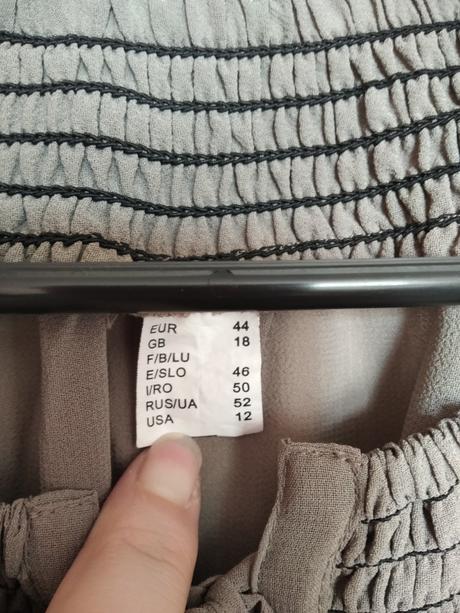 EUR 44
GB 18
F/B/LU
E/SLO 46
I/RO 50
RUS/UA 52
USA 12